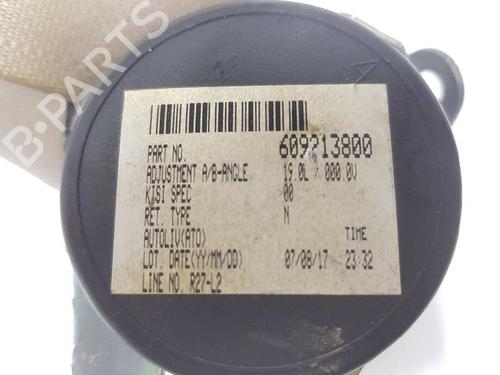 B-PARTS
PART NO. 609213800
ADJUSTMENT A/B-ANGLE 19.0L / 000.0V
KISI SPEC 00
RET. TYPE N
AUTOLIV(ATO) TIME
LOT. DATE(YY/MM/DD) 07/08/17 - 23:32
LINE NO. R27-L2